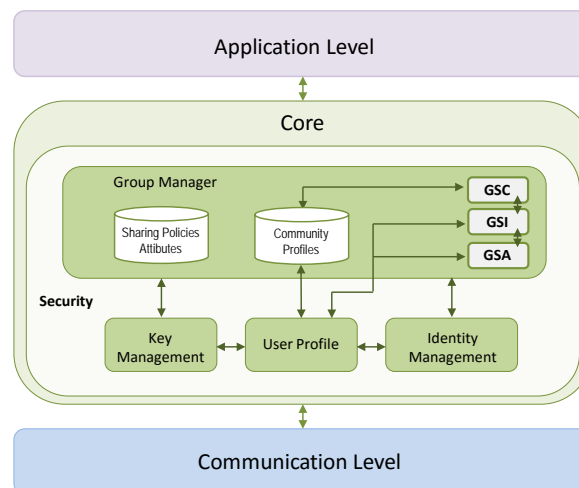 Application Level
Core
Group Manager
GSC
Sharing Policies
Attibutes
Community
Profiles
GSI
GSA
Security
Key
Management
User Profile
Identity
Management
Communication Level